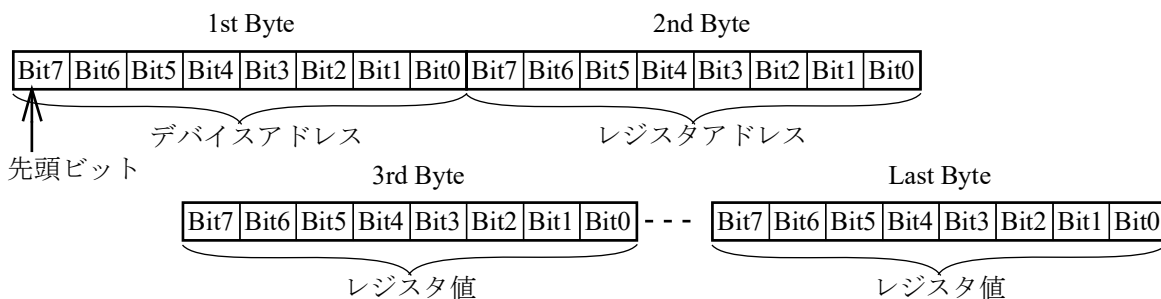 1st Byte 2nd Byte
Bit7 Bit6 Bit5 Bit4 Bit3 Bit2 Bit1 Bit0 Bit7 Bit6 Bit5 Bit4 Bit3 Bit2 Bit1 Bit0
デバイスアドレス レジスタアドレス
先頭ビット
3rd Byte Last Byte
Bit7 Bit6 Bit5 Bit4 Bit3 Bit2 Bit1 Bit0 - - - Bit7 Bit6 Bit5 Bit4 Bit3 Bit2 Bit1 Bit0
レジスタ値 レジスタ値